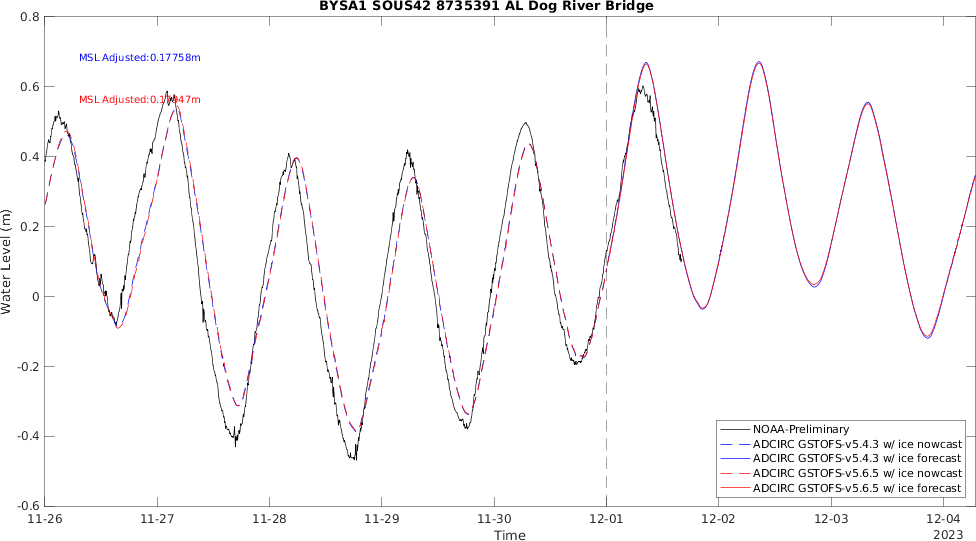 BYSA1 SOUS42 8735391 AL Dog River Bridge
0.8
MSL Adjusted:0.17758m
0.6
0.4
0.2
0
-0.2
-0.4
-0.6
Water Level (m)
NOAA-Preliminary
ADCIRC GSTOFS-v5.4.3 w/ ice nowcast
ADCIRC GSTOFS-v5.4.3 w/ ice forecast
ADCIRC GSTOFS-v5.6.5 w/ ice nowcast
ADCIRC GSTOFS-v5.6.5 w/ ice forecast
11-26 11-27 11-28 11-29 11-30 12-01 12-02 12-03 12-04
Time 2023